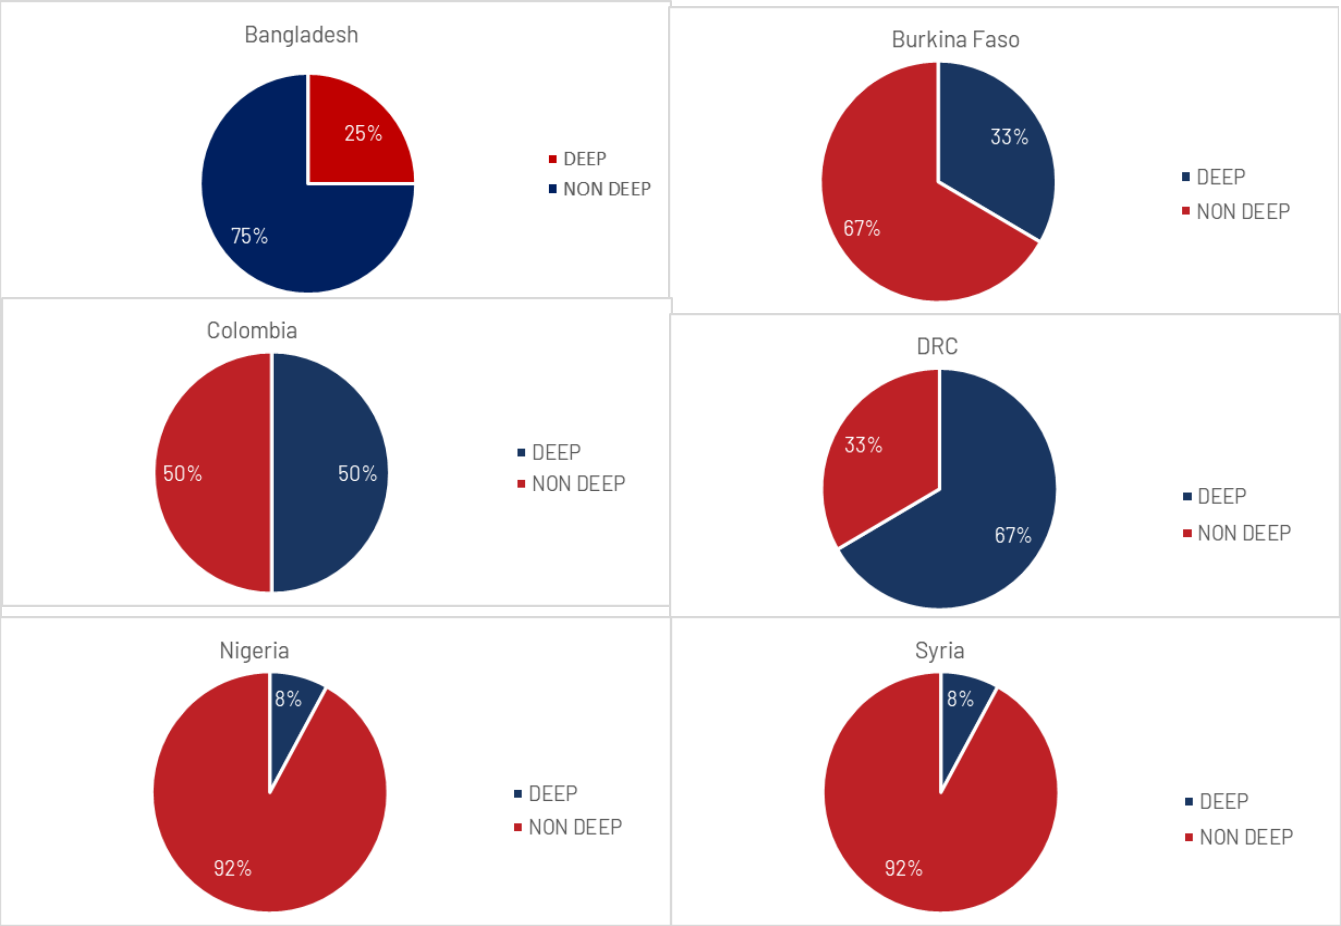 Bangladesh
25%
75%
DEEP
NON DEEP
Burkina Faso
33%
67%
DEEP
NON DEEP
Colombia
50%
50%
DEEP
NON DEEP
DRC
33%
67%
DEEP
NON DEEP
Nigeria
8%
92%
DEEP
NON DEEP
Syria
8%
92%
DEEP
NON DEEP